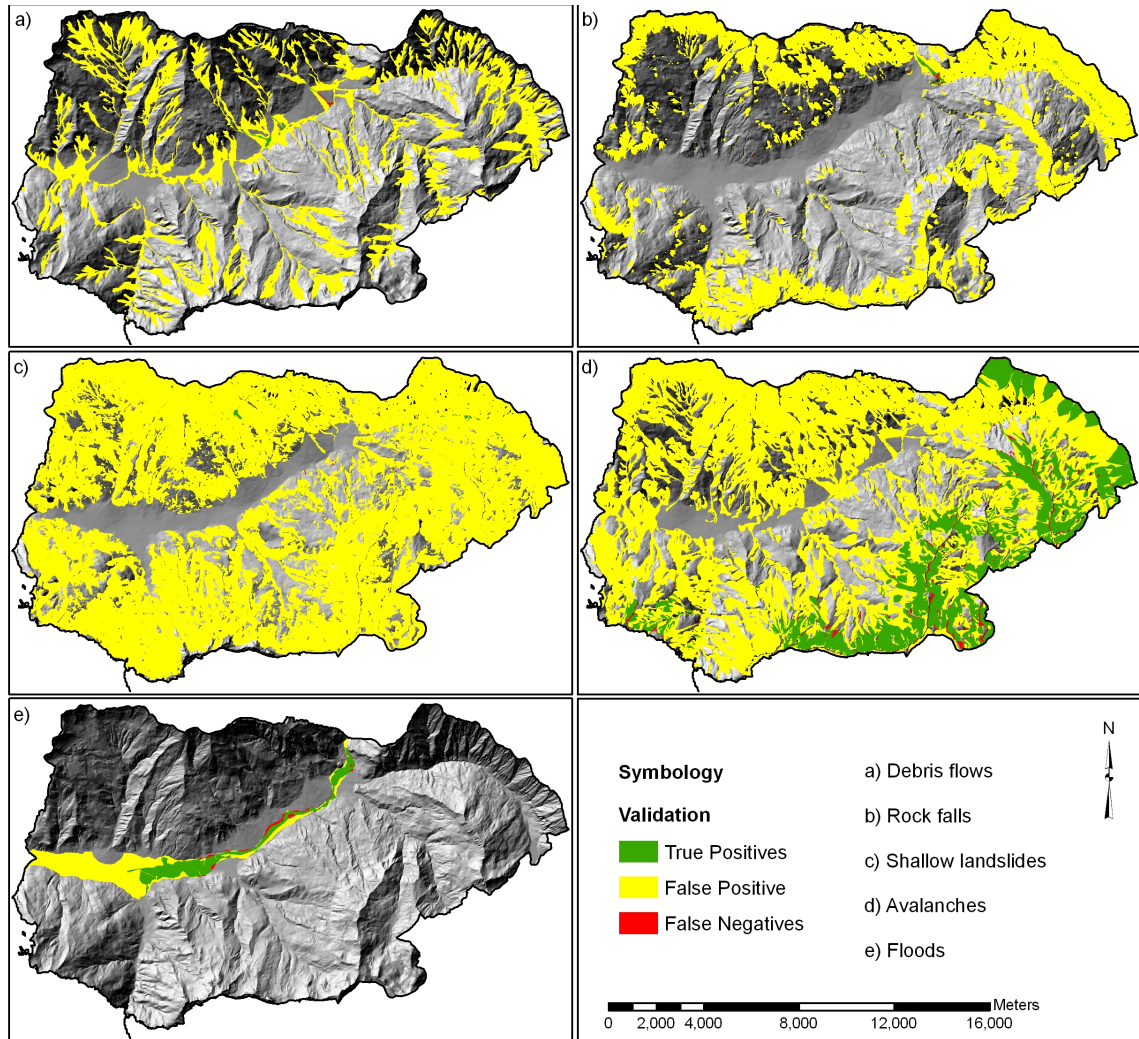 a)
b)
c)
d)
e)
N
Symbology
Validation
True Positives
False Positive
False Negatives
a) Debris flows
b) Rock falls
c) Shallow landslides
d) Avalanches
e) Floods
Meters
0 2,000 4,000 8,000 12,000 16,000